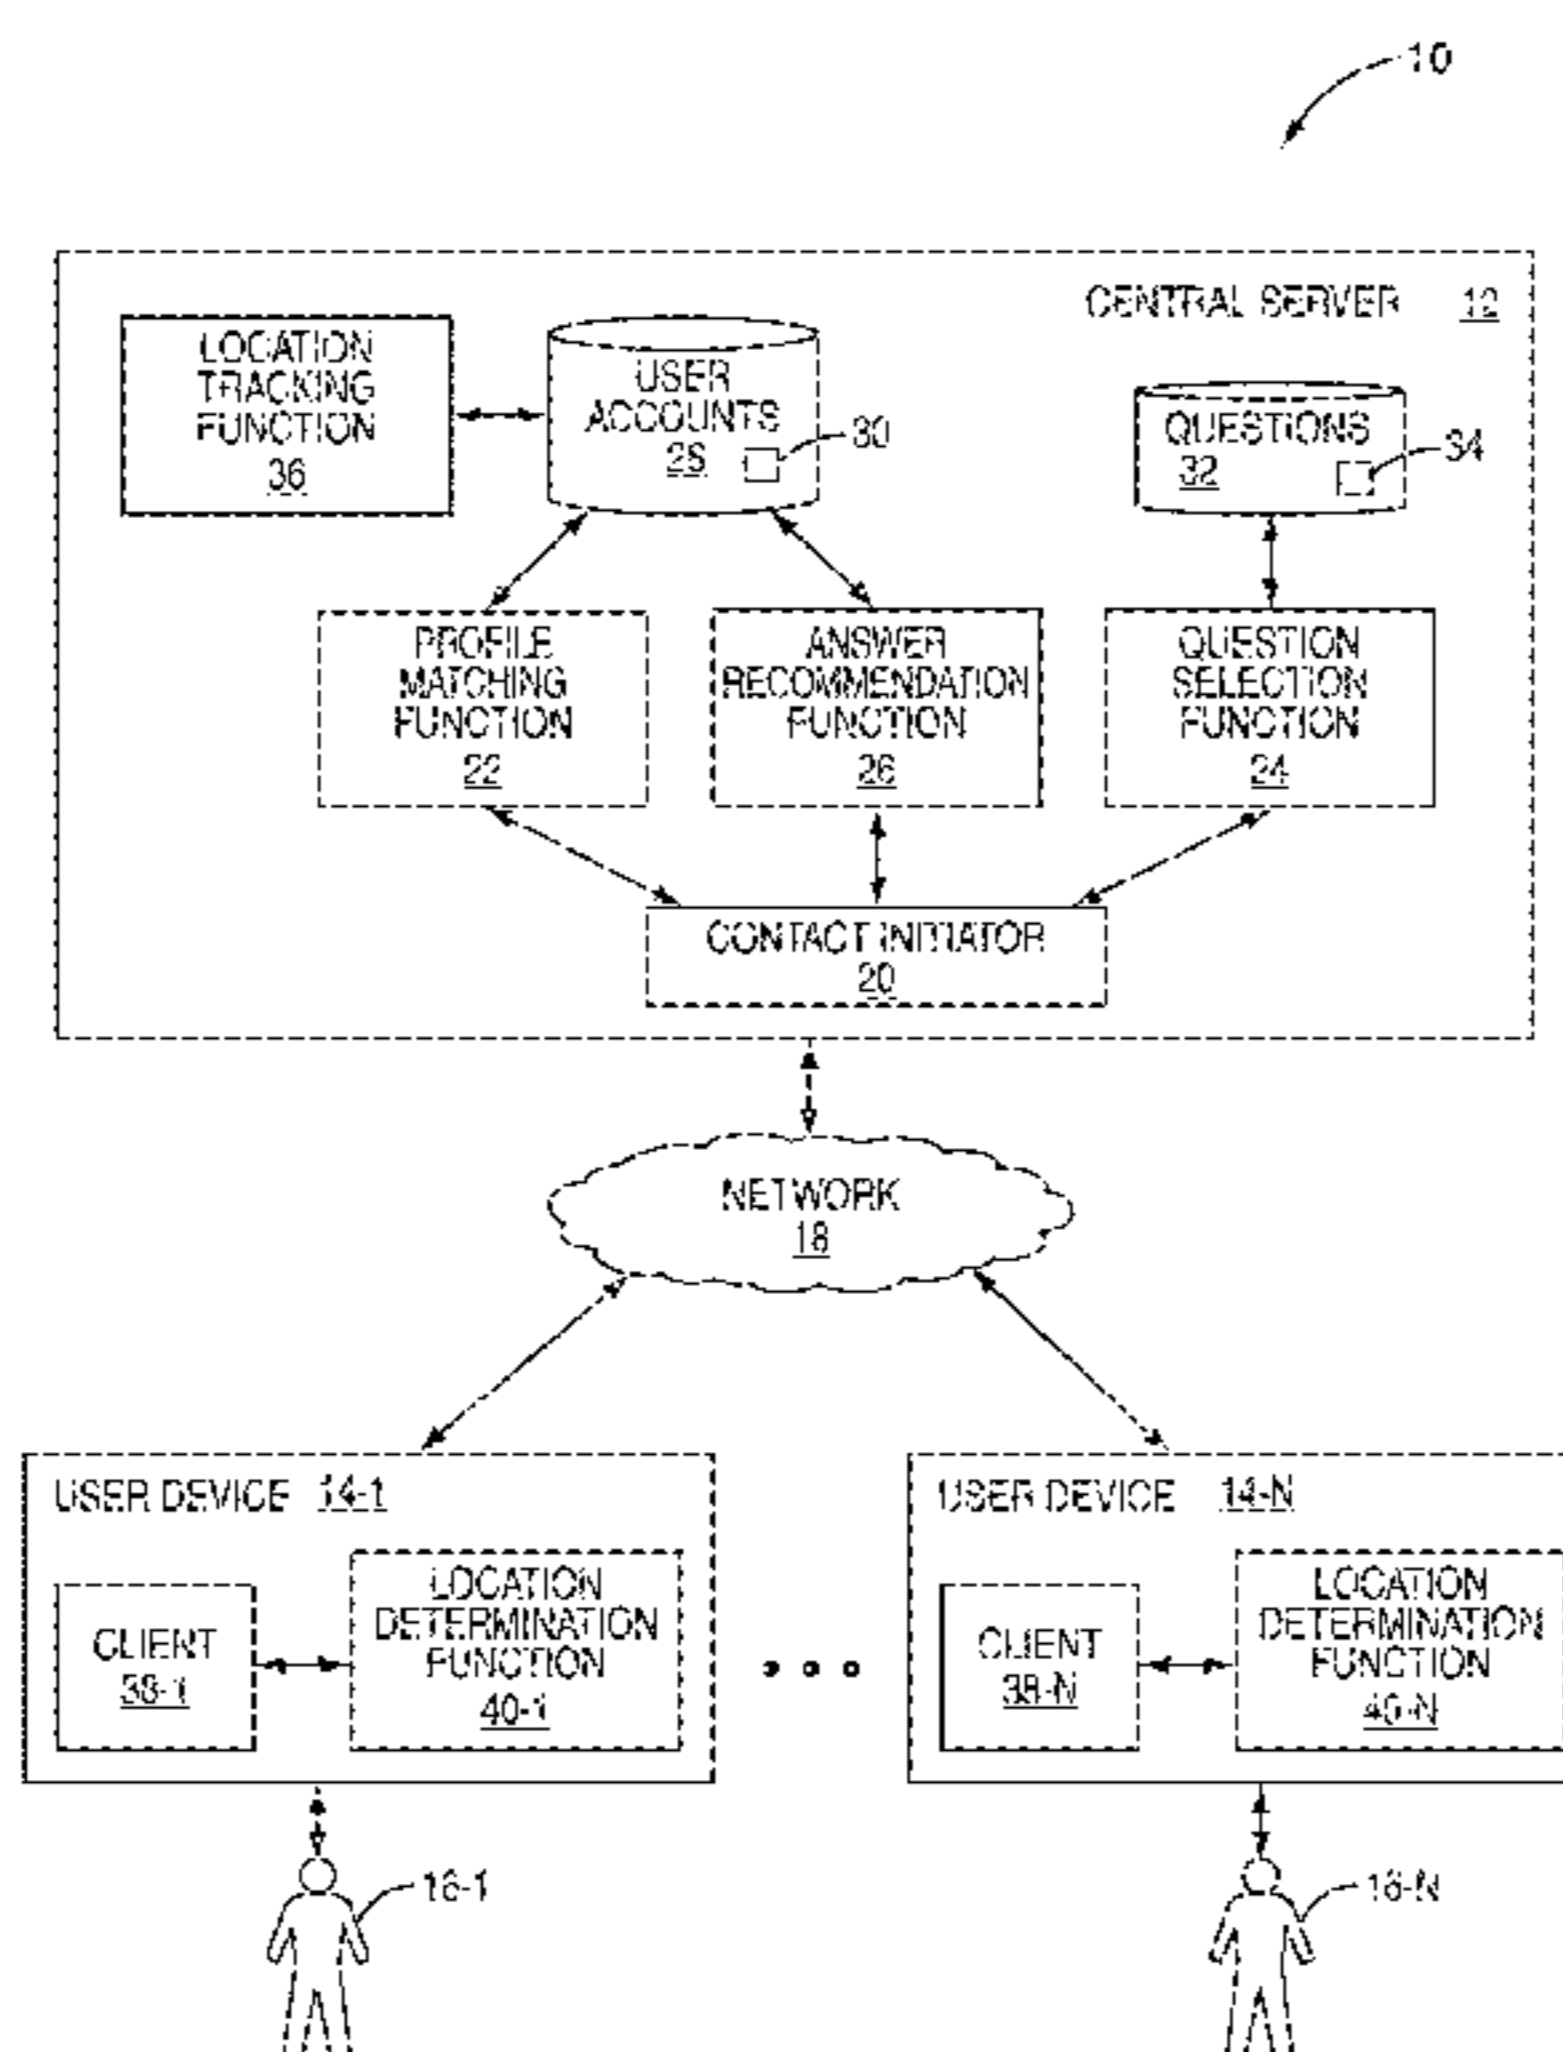 10
CENTRAL SERVER 12
LOCATION
TRACKING
FUNCTION
36
USER
ACCOUNTS
28
30
QUESTIONS
32
34
PROFILE
MATCHING
FUNCTION
22
ANSWER
RECOMMENDATION
FUNCTION
26
QUESTION
SELECTION
FUNCTION
24
CONTACT INITIATOR
20
NETWORK
18
USER DEVICE 14-1
CLIENT
38-1
LOCATION
DETERMINATION
FUNCTION
40-1
USER DEVICE 14-N
CLIENT
38-N
LOCATION
DETERMINATION
FUNCTION
40-N
16-1
16-N